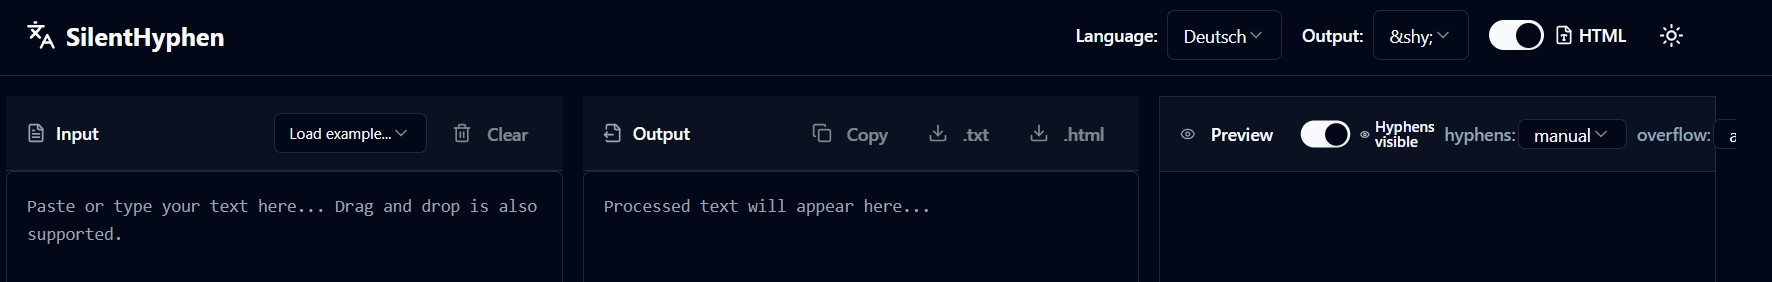 SilentHyphen
Language: Deutsch Output: &shy; HTML
Input Load example... Clear
Output Copy .txt .html
Preview Hyphens visible hyphens: manual overflow: a
Paste or type your text here... Drag and drop is also
supported.
Processed text will appear here...